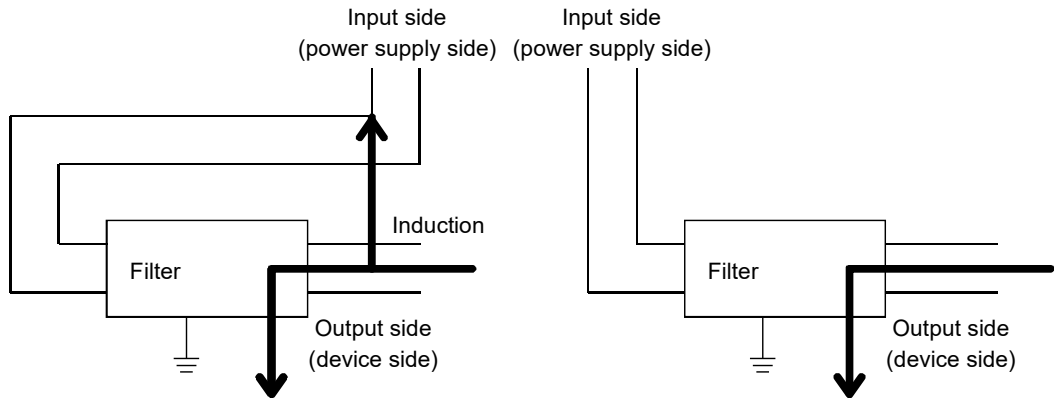 Input side
(power supply side)
Induction
Filter
Output side
(device side)
Input side
(power supply side)
Filter
Output side
(device side)